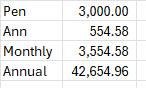 Pen 3,000.00
Ann 554.58
Monthly 3,554.58
Annual 42,654.96